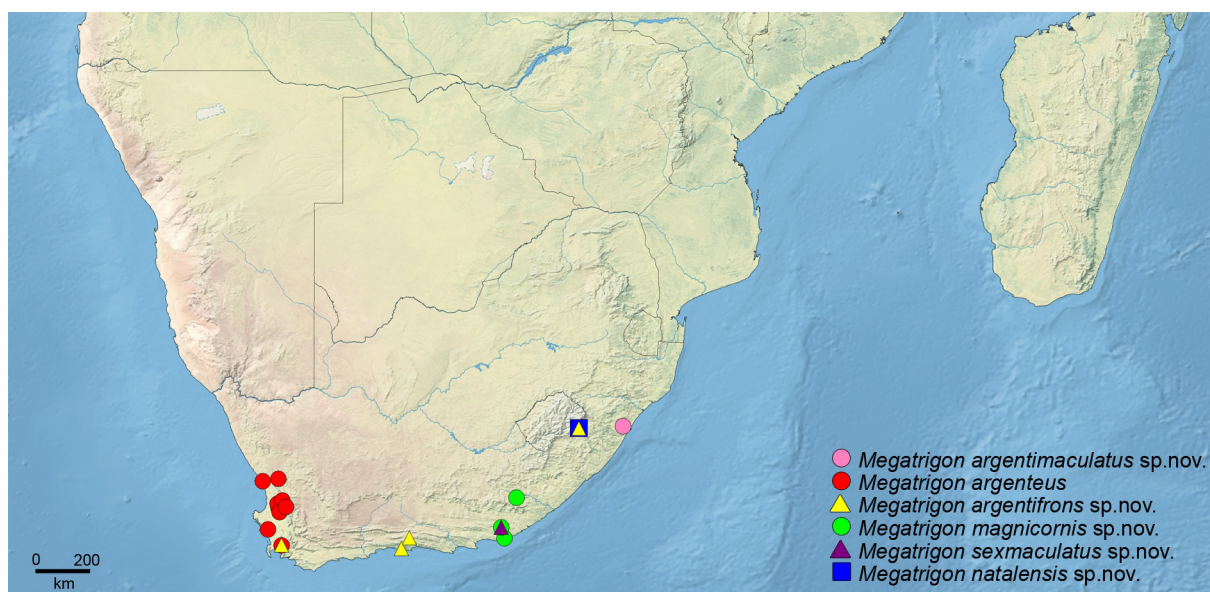 Megatrigon argentimaculatus sp.nov.
Megatrigon argenteus
Megatrigon argentifrons sp.nov.
Megatrigon magnicornis sp.nov.
Megatrigon sexmaculatus sp.nov.
Megatrigon natalensis sp.nov.
0 200
km